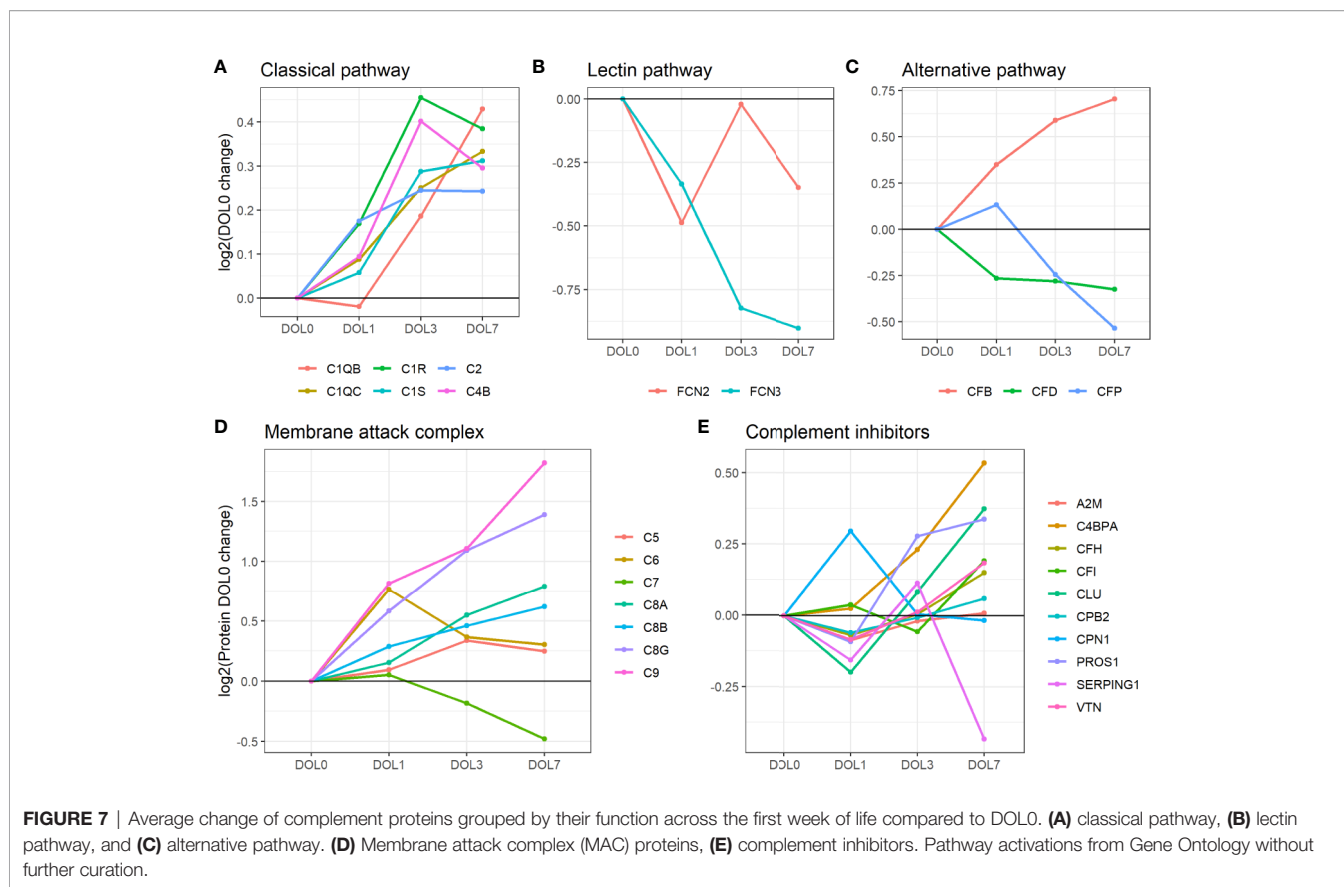 A Classical pathway
log2(DOL0 change)
0.4
0.3
0.2
0.1
0.0
DOL0 DOL1 DOL3 DOL7
C1QB C1R C2
C1QC C1S C4B
B Lectin pathway
0.00
-0.25
-0.50
-0.75
DOL0 DOL1 DOL3 DOL7
FCN2 FCN3
C Alternative pathway
0.75
0.50
0.25
0.00
-0.25
-0.50
DOL0 DOL1 DOL3 DOL7
CFB CFD CFP
D Membrane attack complex
log2(Protein DOL0 change)
1.5
1.0
0.5
0.0
-0.5
DOL0 DOL1 DOL3 DOL7
C5
C6
C7
C8A
C8B
C8G
C9
E Complement inhibitors
0.50
0.25
0.00
-0.25
DOL0 DOL1 DOL3 DOL7
A2M
C4BPA
CFH
CFI
CLU
CPB2
CPN1
PROS1
SERPING1
VTN
FIGURE 7 | Average change of complement proteins grouped by their function across the first week of life compared to DOL0. (A) classical pathway, (B) lectin
pathway, and (C) alternative pathway. (D) Membrane attack complex (MAC) proteins, (E) complement inhibitors. Pathway activations from Gene Ontology without
further curation.